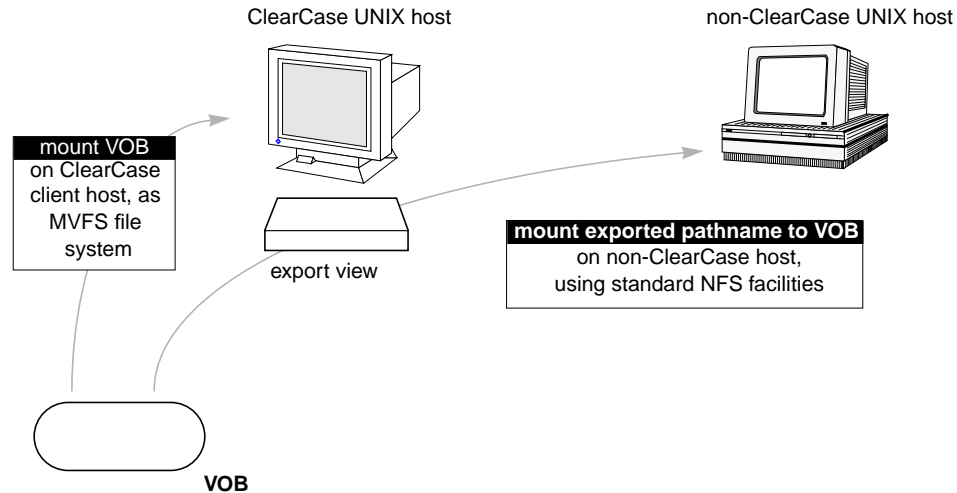 ClearCase UNIX host
non-ClearCase UNIX host
mount VOB
on ClearCase
client host, as
MVFS file
system
export view
mount exported pathname to VOB
on non-ClearCase host,
using standard NFS facilities
VOB